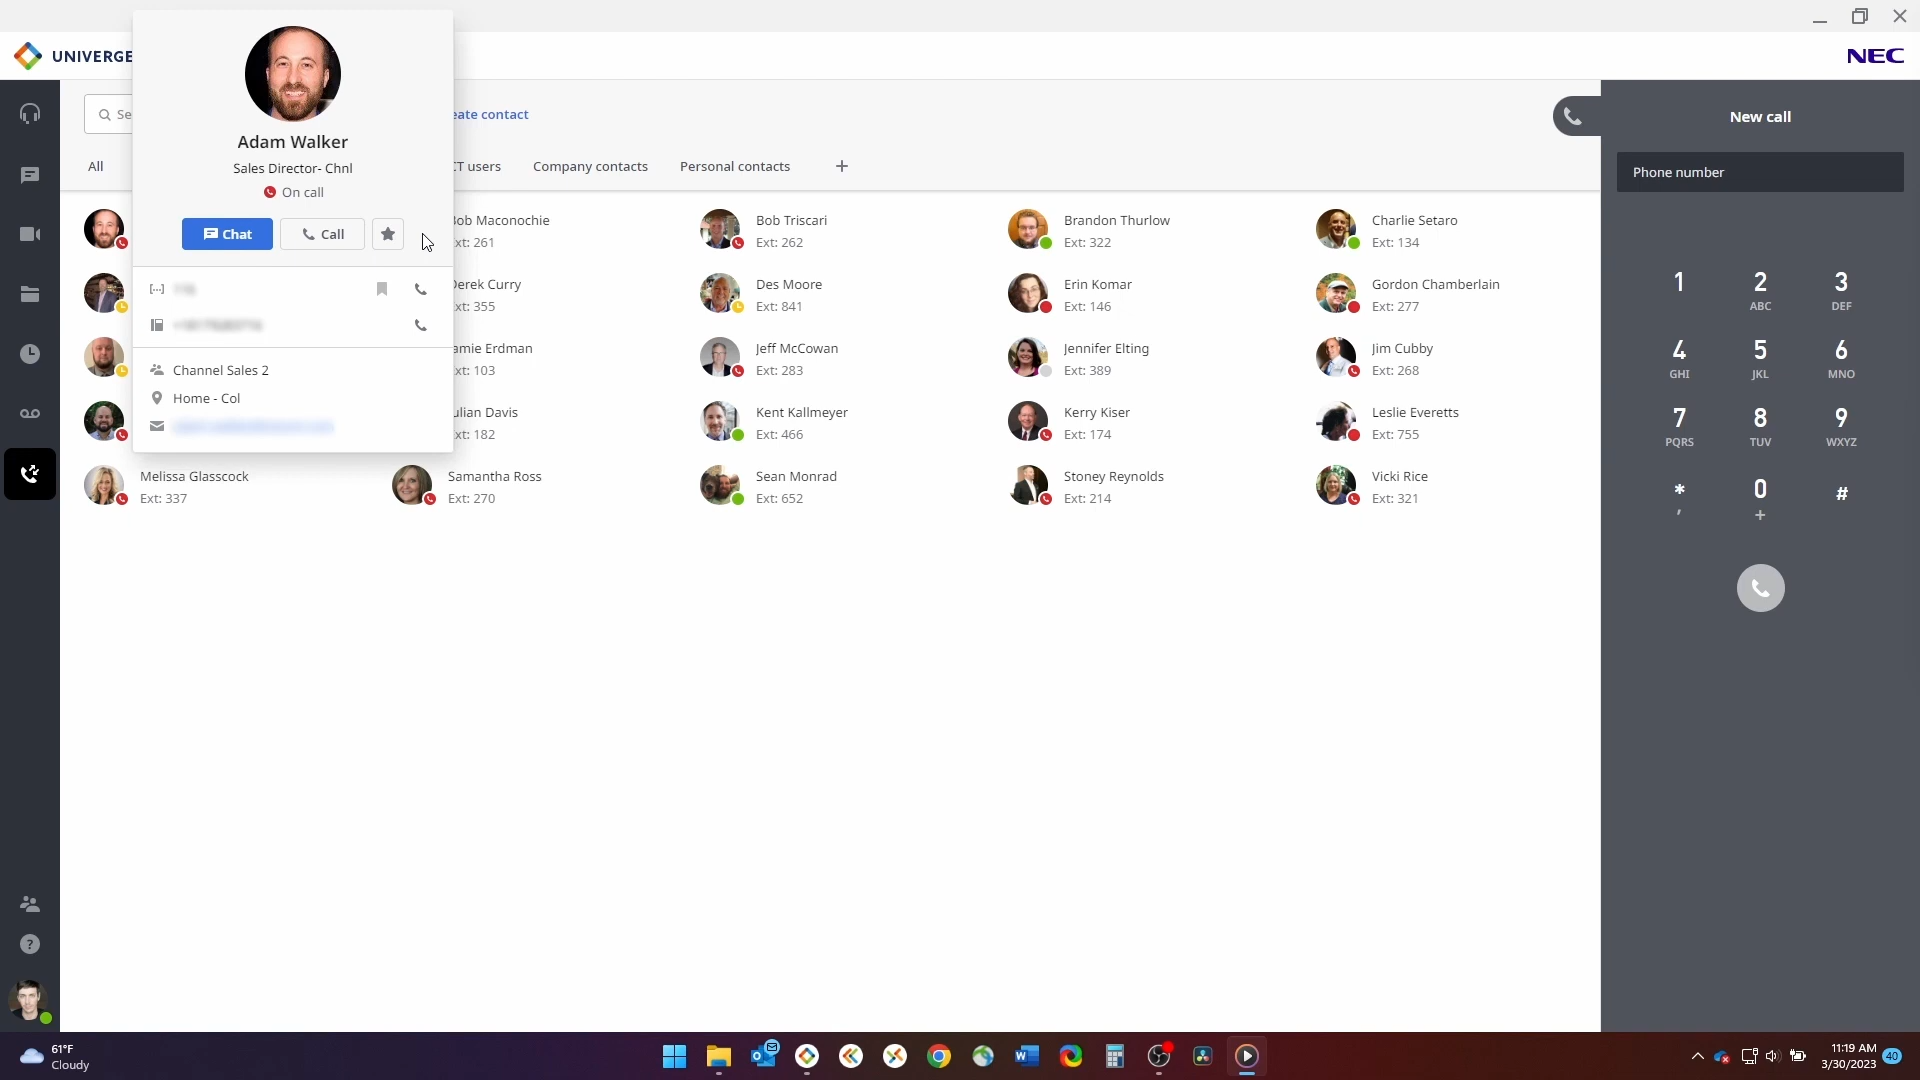 UNIVERGE
NEC
Se
eate contact
All
CT users
Company contacts
Personal contacts
+
Adam Walker
Sales Director- Chnl
On call
Chat
Call
Channel Sales 2
Home - Col
Bob Maconochie
Ext: 261
Bob Triscari
Ext: 262
Brandon Thurlow
Ext: 322
Charlie Setaro
Ext: 134
Derek Curry
xt: 355
Des Moore
Ext: 841
Erin Komar
Ext: 146
Gordon Chamberlain
Ext: 277
amie Erdman
xt: 103
Jeff McCowan
Ext: 283
Jennifer Elting
Ext: 389
Jim Cubby
Ext: 268
ulian Davis
xt: 182
Kent Kallmeyer
Ext: 466
Kerry Kiser
Ext: 174
Leslie Everetts
Ext: 755
Melissa Glasscock
Ext: 337
Samantha Ross
Ext: 270
Sean Monrad
Ext: 652
Stoney Reynolds
Ext: 214
Vicki Rice
Ext: 321
New call
Phone number
1 2 3
ABC DEF
4 5 6
GHI JKL MNO
7 8 9
PQRS TUV WXYZ
* 0 #
, +
61°F
Cloudy
11:19 AM
3/30/2023
40